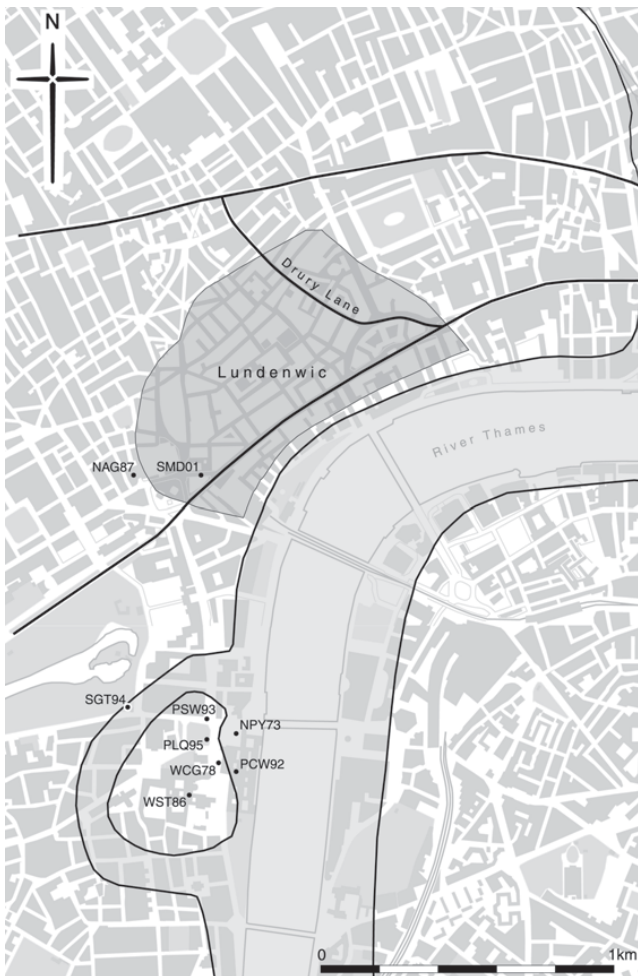 N
Drury Lane
Lundenwic
River Thames
NAG87
SMD01
SGT94
PSW93
NPY73
PLQ95
WCG78
PCW92
WST86
0
1km